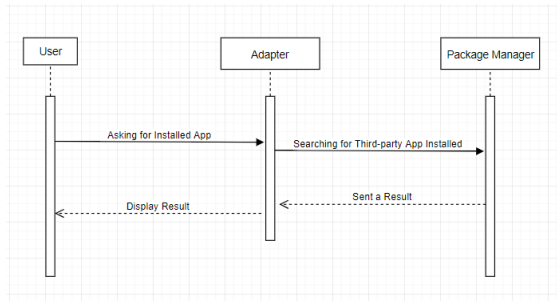 User
Adapter
Package Manager
Asking for Installed App
Searching for Third-party App Installed
Sent a Result
Display Result